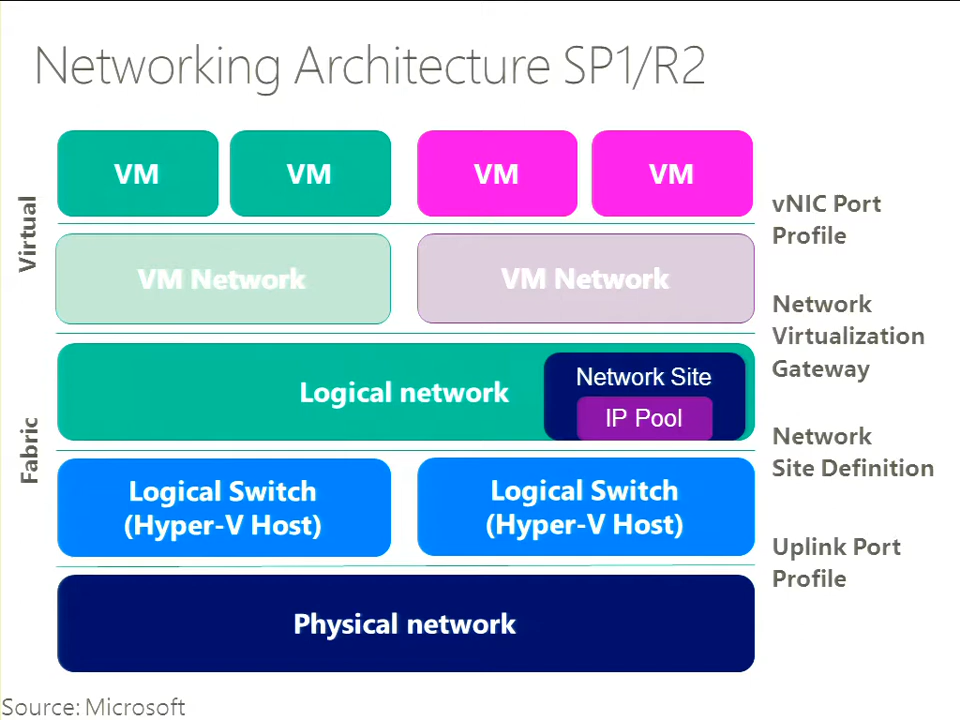 Networking Architecture SP1/R2
VM
VM
VM
VM
Virtual
vNIC Port
Profile
VM Network
VM Network
Network
Virtualization
Gateway
Logical network
Network Site
IP Pool
Fabric
Network
Site Definition
Logical Switch
(Hyper-V Host)
Logical Switch
(Hyper-V Host)
Uplink Port
Profile
Physical network
Source: Microsoft